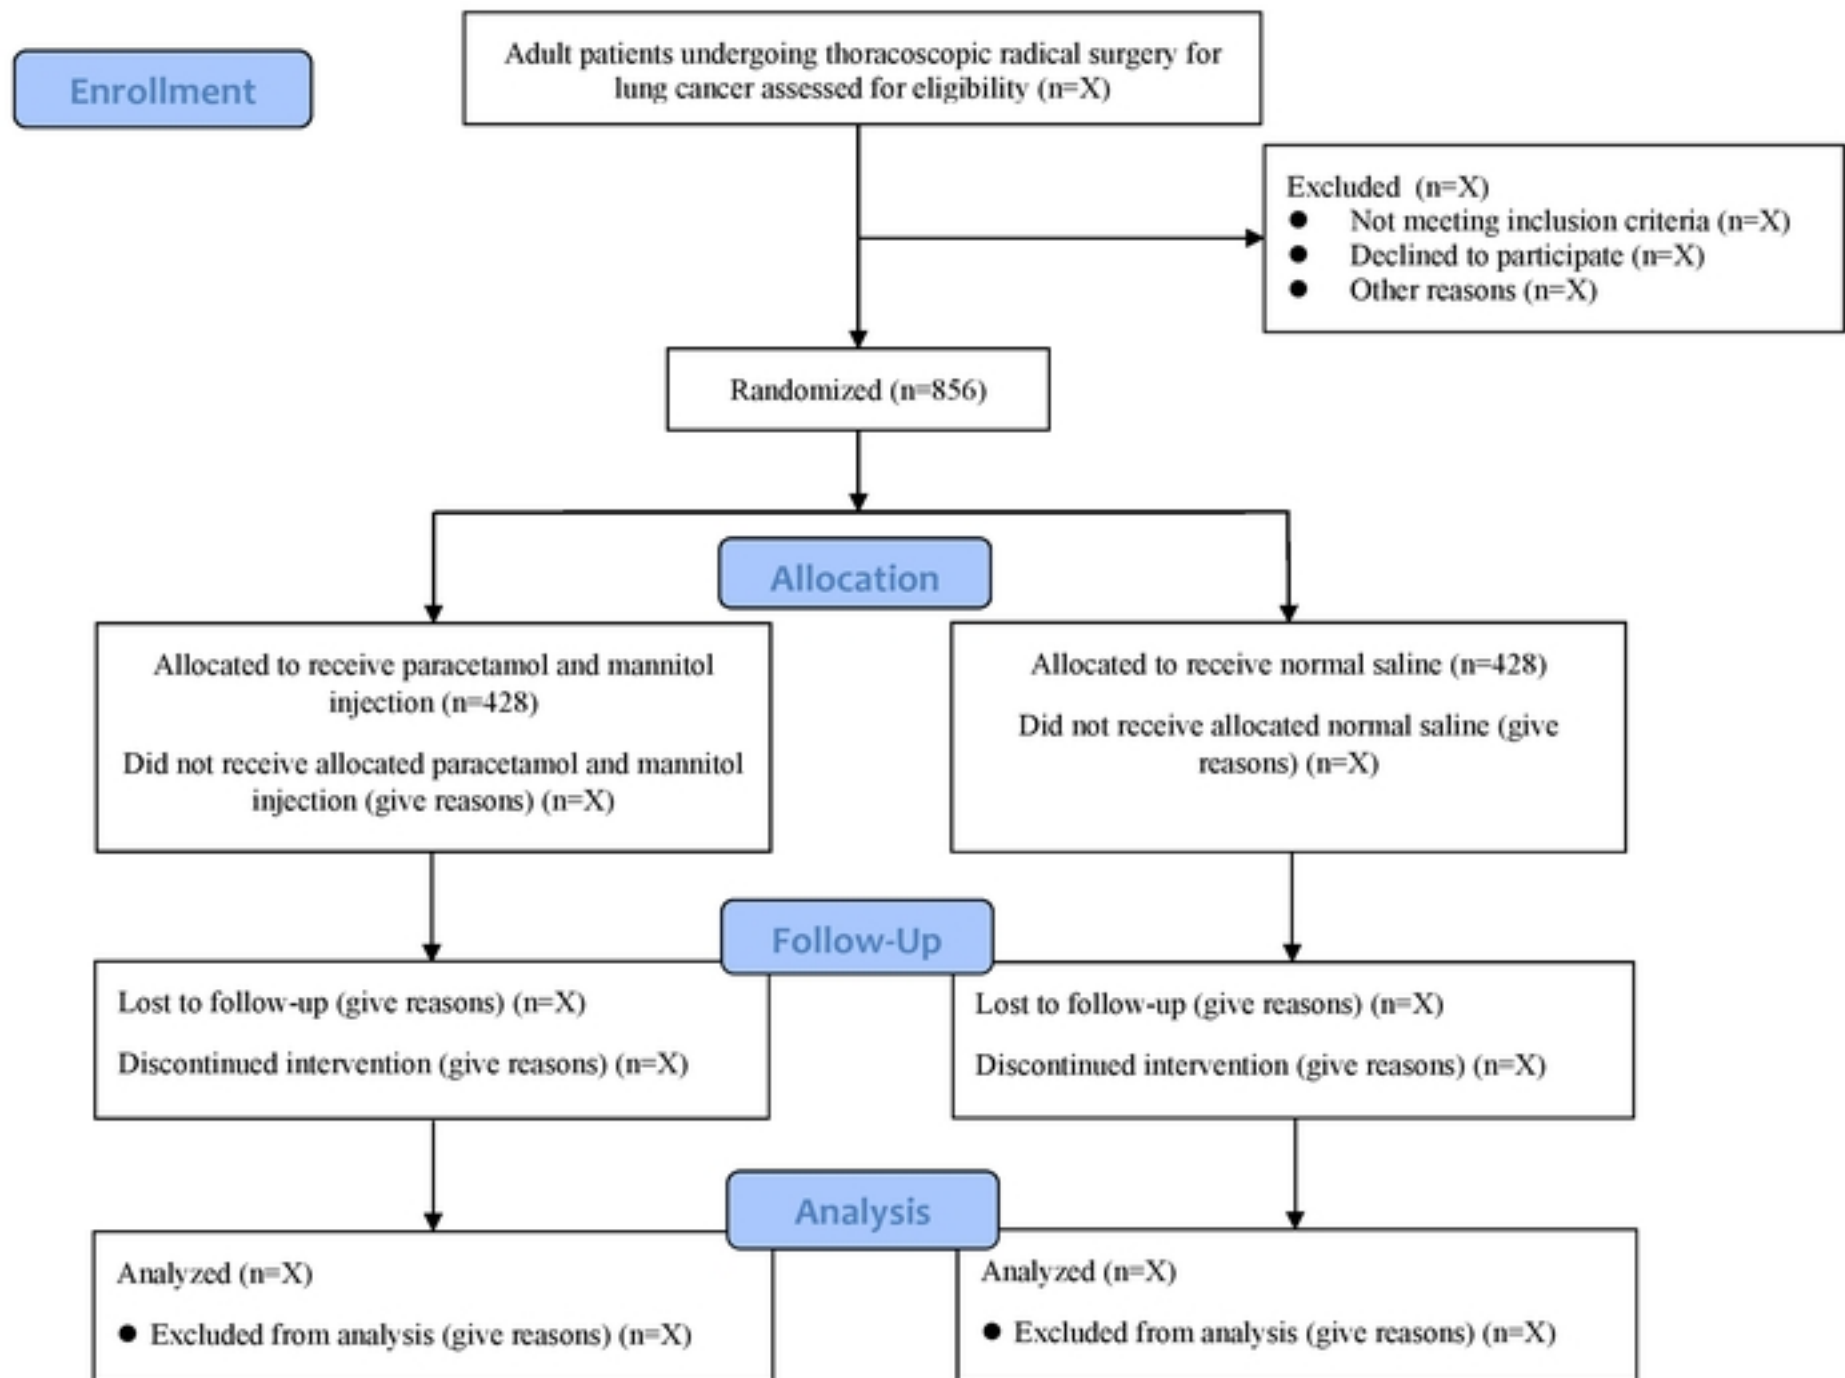 Enrollment
Adult patients undergoing thoracoscopic radical surgery for
lung cancer assessed for eligibility (n=X)
Excluded (n=X)
● Not meeting inclusion criteria (n=X)
● Declined to participate (n=X)
● Other reasons (n=X)
Randomized (n=856)
Allocation
Allocated to receive paracetamol and mannitol
injection (n=428)
Did not receive allocated paracetamol and mannitol
injection (give reasons) (n=X)
Allocated to receive normal saline (n=428)
Did not receive allocated normal saline (give
reasons) (n=X)
Follow-Up
Lost to follow-up (give reasons) (n=X)
Discontinued intervention (give reasons) (n=X)
Lost to follow-up (give reasons) (n=X)
Discontinued intervention (give reasons) (n=X)
Analysis
Analyzed (n=X)
● Excluded from analysis (give reasons) (n=X)
Analyzed (n=X)
● Excluded from analysis (give reasons) (n=X)